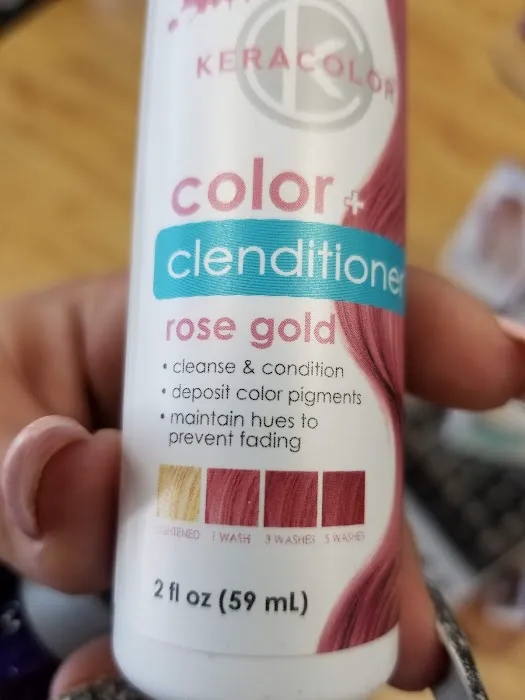 KERACOLOR
color +
clenditioner
rose gold
• cleanse & condition
• deposit color pigments
• maintain hues to
prevent fading
1 WASH 3 WASHES 5 WASHES
2 fl oz (59 mL)